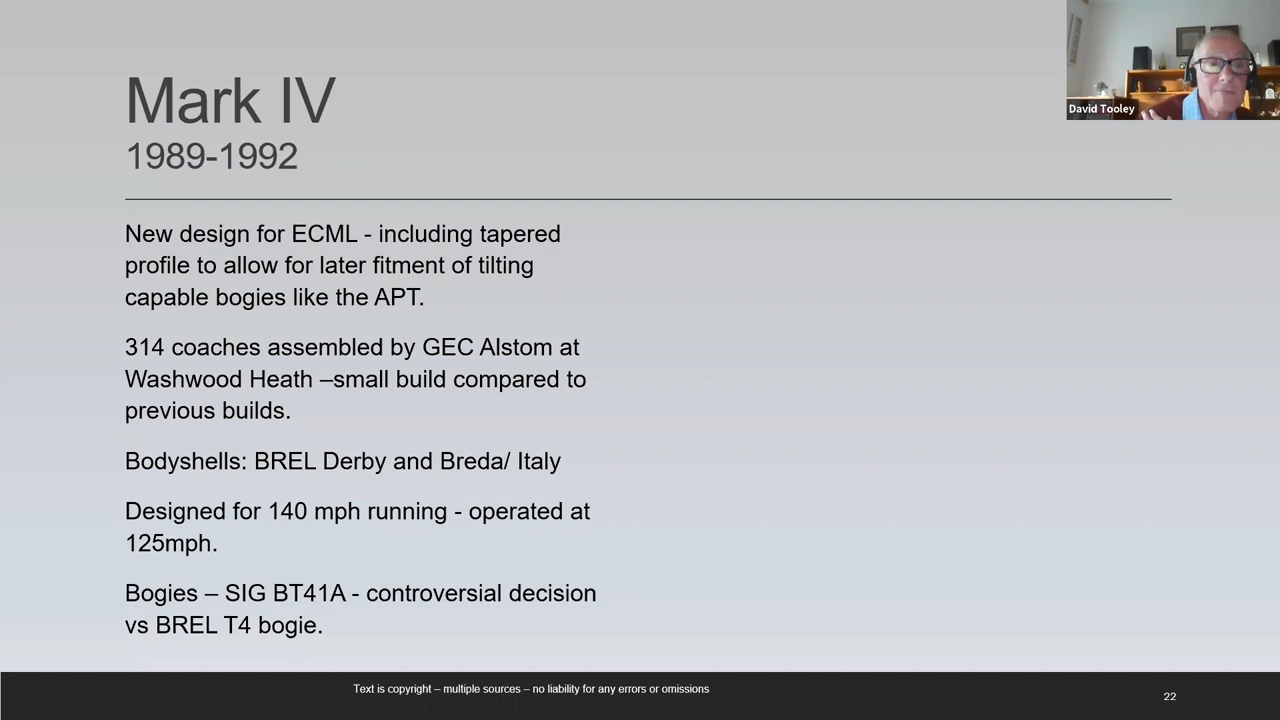 Mark IV
1989-1992
David Tooley
New design for ECML - including tapered
profile to allow for later fitment of tilting
capable bogies like the APT.
314 coaches assembled by GEC Alstom at
Washwood Heath –small build compared to
previous builds.
Bodyshells: BREL Derby and Breda/ Italy
Designed for 140 mph running - operated at
125mph.
Bogies – SIG BT41A - controversial decision
vs BREL T4 bogie.
Text is copyright – multiple sources – no liability for any errors or omissions
22